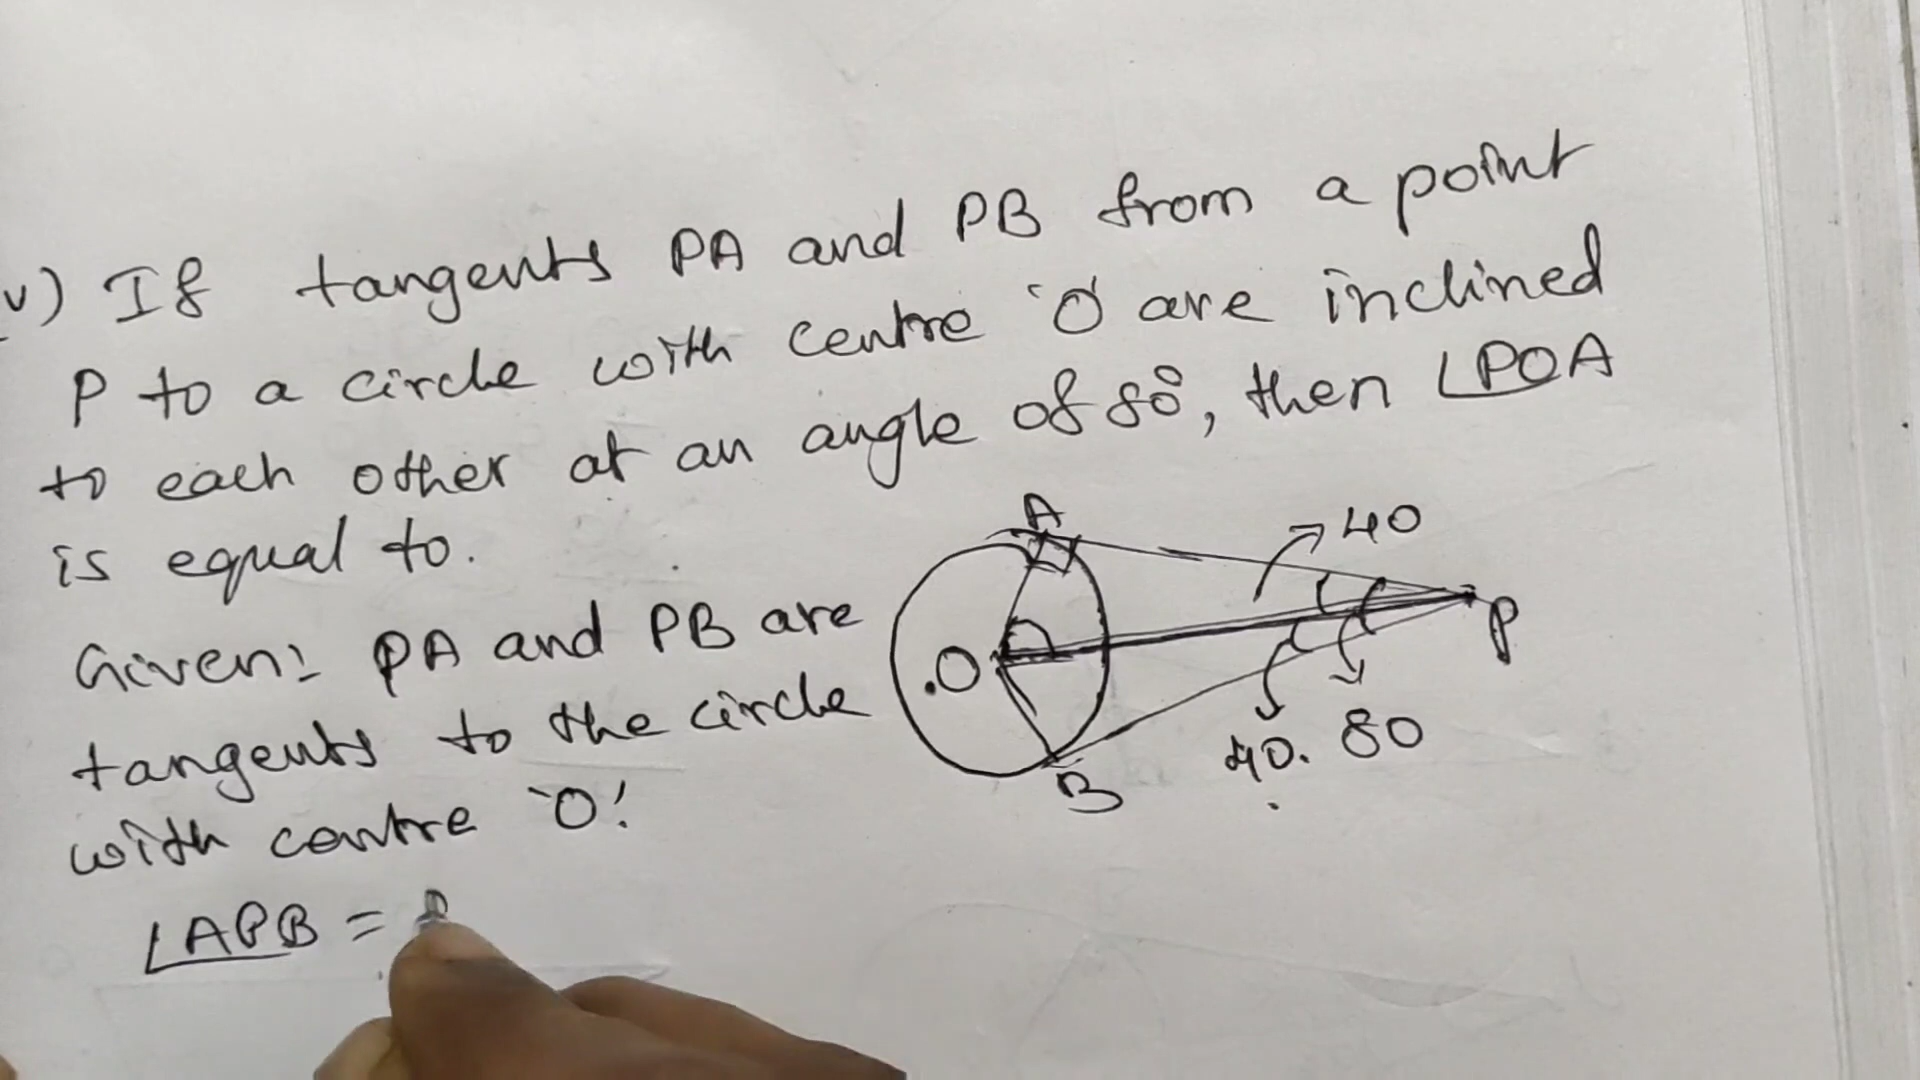 v) If tangents PA and PB from a point
P to a circle with centre 'O' are inclined
to each other at an angle of 80°, then ∠POA
is equal to.
Given: PA and PB are
tangents to the circle
with centre 'O'.
∠APB =
A
40
.O
P
40.
80
B